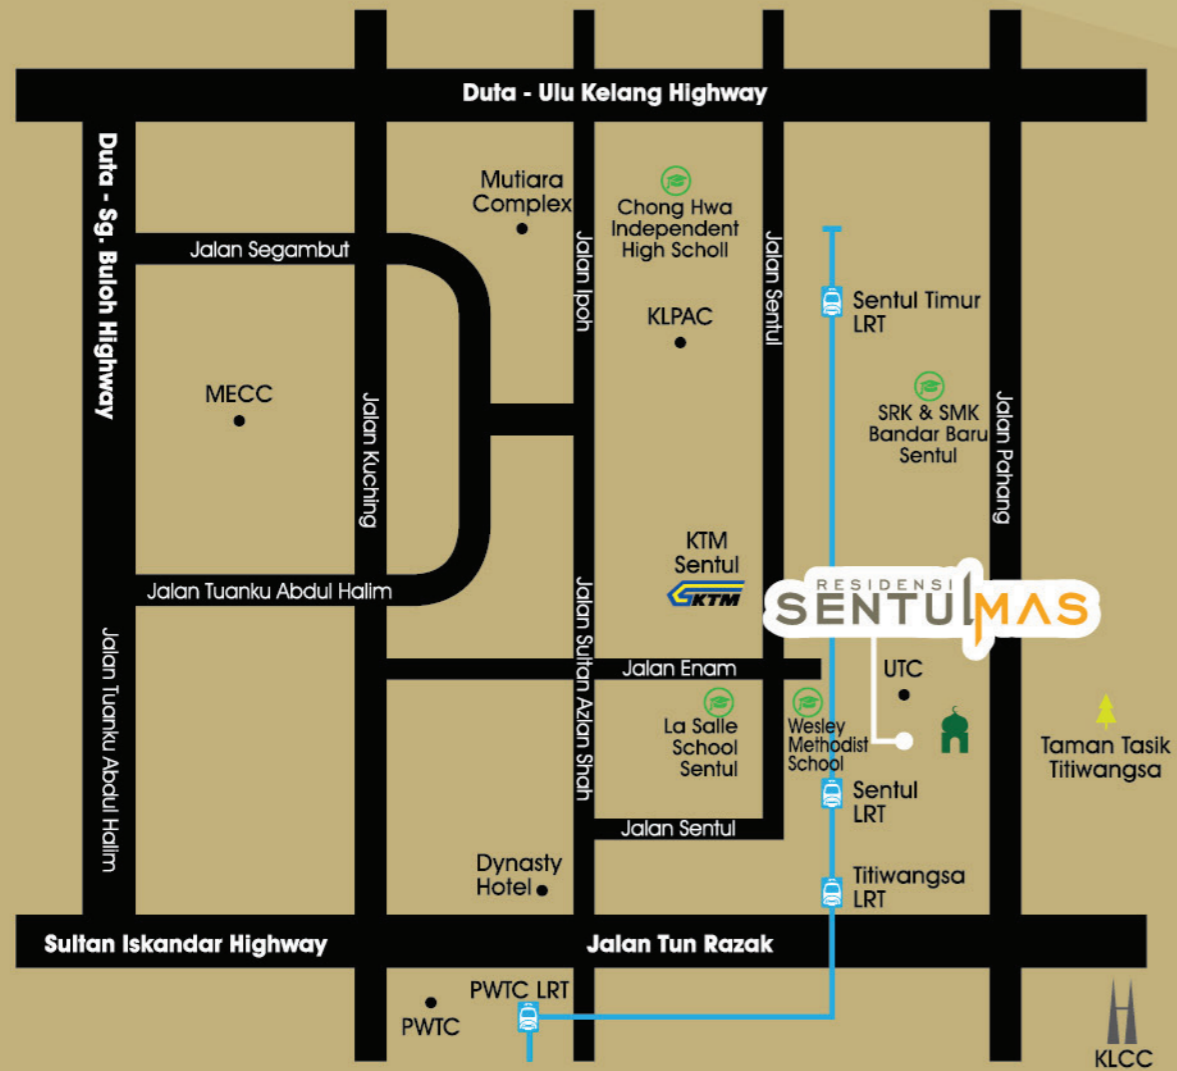 Duta - Ulu Kelang Highway
Duta - Sg. Buloh Highway
Mutiara
Complex
Chong Hwa
Independent
High Scholl
Jalan Segambut
Jalan Ipoh
Jalan Sentul
Sentul Timur
LRT
KLPAC
MECC
Jalan Kuching
SRK & SMK
Bandar Baru
Sentul
Jalan Pahang
KTM
Sentul
KTM
RESIDENSI
SENTUL MAS
Jalan Tuanku Abdul Halim
Jalan Sultan Azlan Shah
Jalan Tuanku Abdul Halim
Jalan Enam
UTC
La Salle
School
Sentul
Wesley
Methodist
School
Taman Tasik
Titiwangsa
Sentul
LRT
Jalan Sentul
Dynasty
Hotel
Titiwangsa
LRT
Sultan Iskandar Highway
Jalan Tun Razak
PWTC LRT
PWTC
KLCC